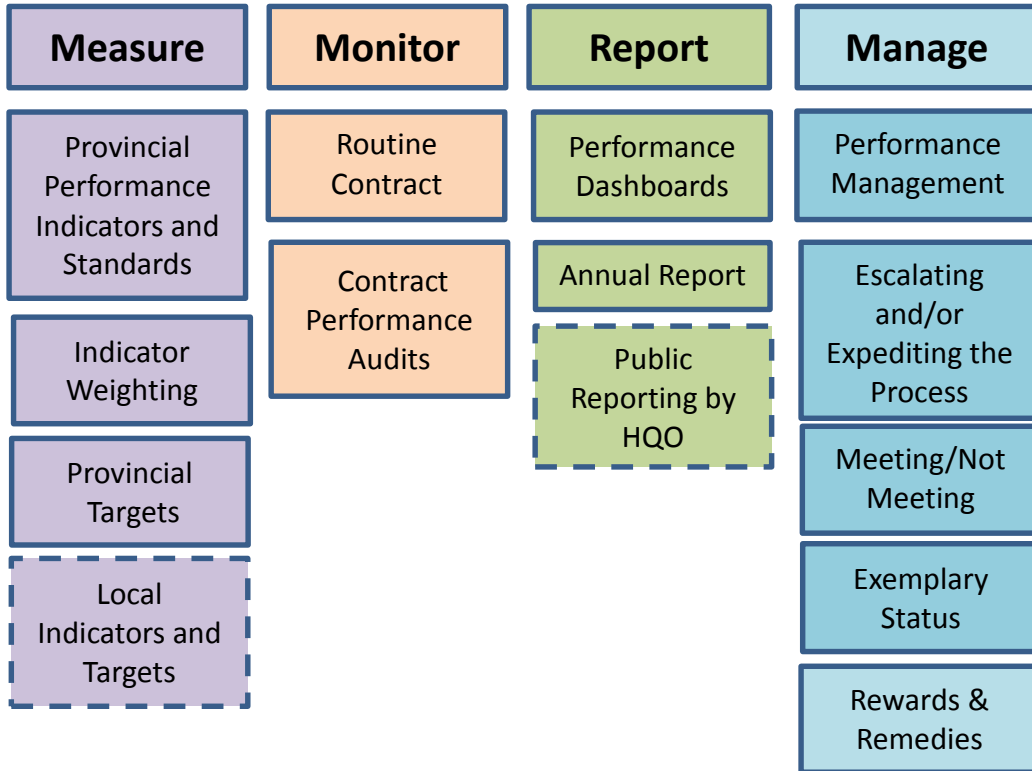 Measure
Provincial
Performance
Indicators and
Standards
Indicator
Weighting
Provincial
Targets
Local
Indicators and
Targets
Monitor
Routine
Contract
Contract
Performance
Audits
Report
Performance
Dashboards
Annual Report
Public
Reporting by
HQO
Manage
Performance
Management
Escalating
and/or
Expediting the
Process
Meeting/Not
Meeting
Exemplary
Status
Rewards &
Remedies